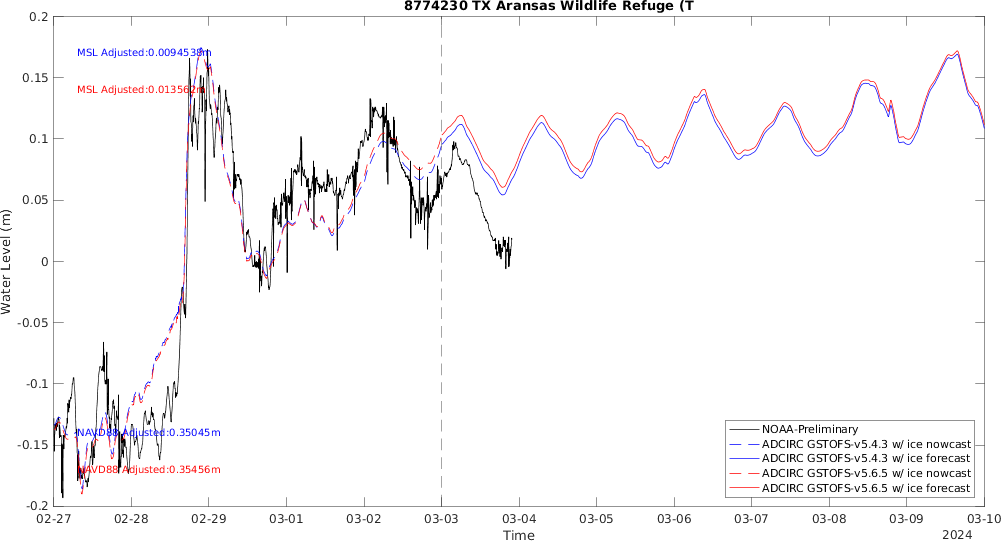 8774230 TX Aransas Wildlife Refuge (T
0.2
0.15
0.1
0.05
0
-0.05
-0.1
-0.15
-0.2
Water Level (m)
MSL Adjusted:0.0094538m
MSL Adjusted:0.013562m
NAVD88 Adjusted:0.35045m
NAVD88 Adjusted:0.35456m
NOAA-Preliminary
ADCIRC GSTOFS-v5.4.3 w/ ice nowcast
ADCIRC GSTOFS-v5.4.3 w/ ice forecast
ADCIRC GSTOFS-v5.6.5 w/ ice nowcast
ADCIRC GSTOFS-v5.6.5 w/ ice forecast
02-27 02-28 02-29 03-01 03-02 03-03 03-04 03-05 03-06 03-07 03-08 03-09 03-10
Time
2024